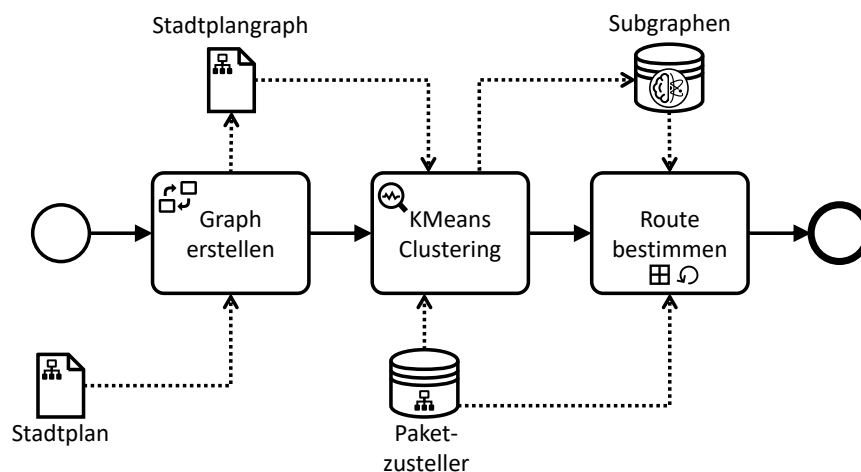 Stadtplangraph
Subgraphen
Graph
erstellen
KMeans
Clustering
Route
bestimmen
Stadtplan
Paket-
zusteller